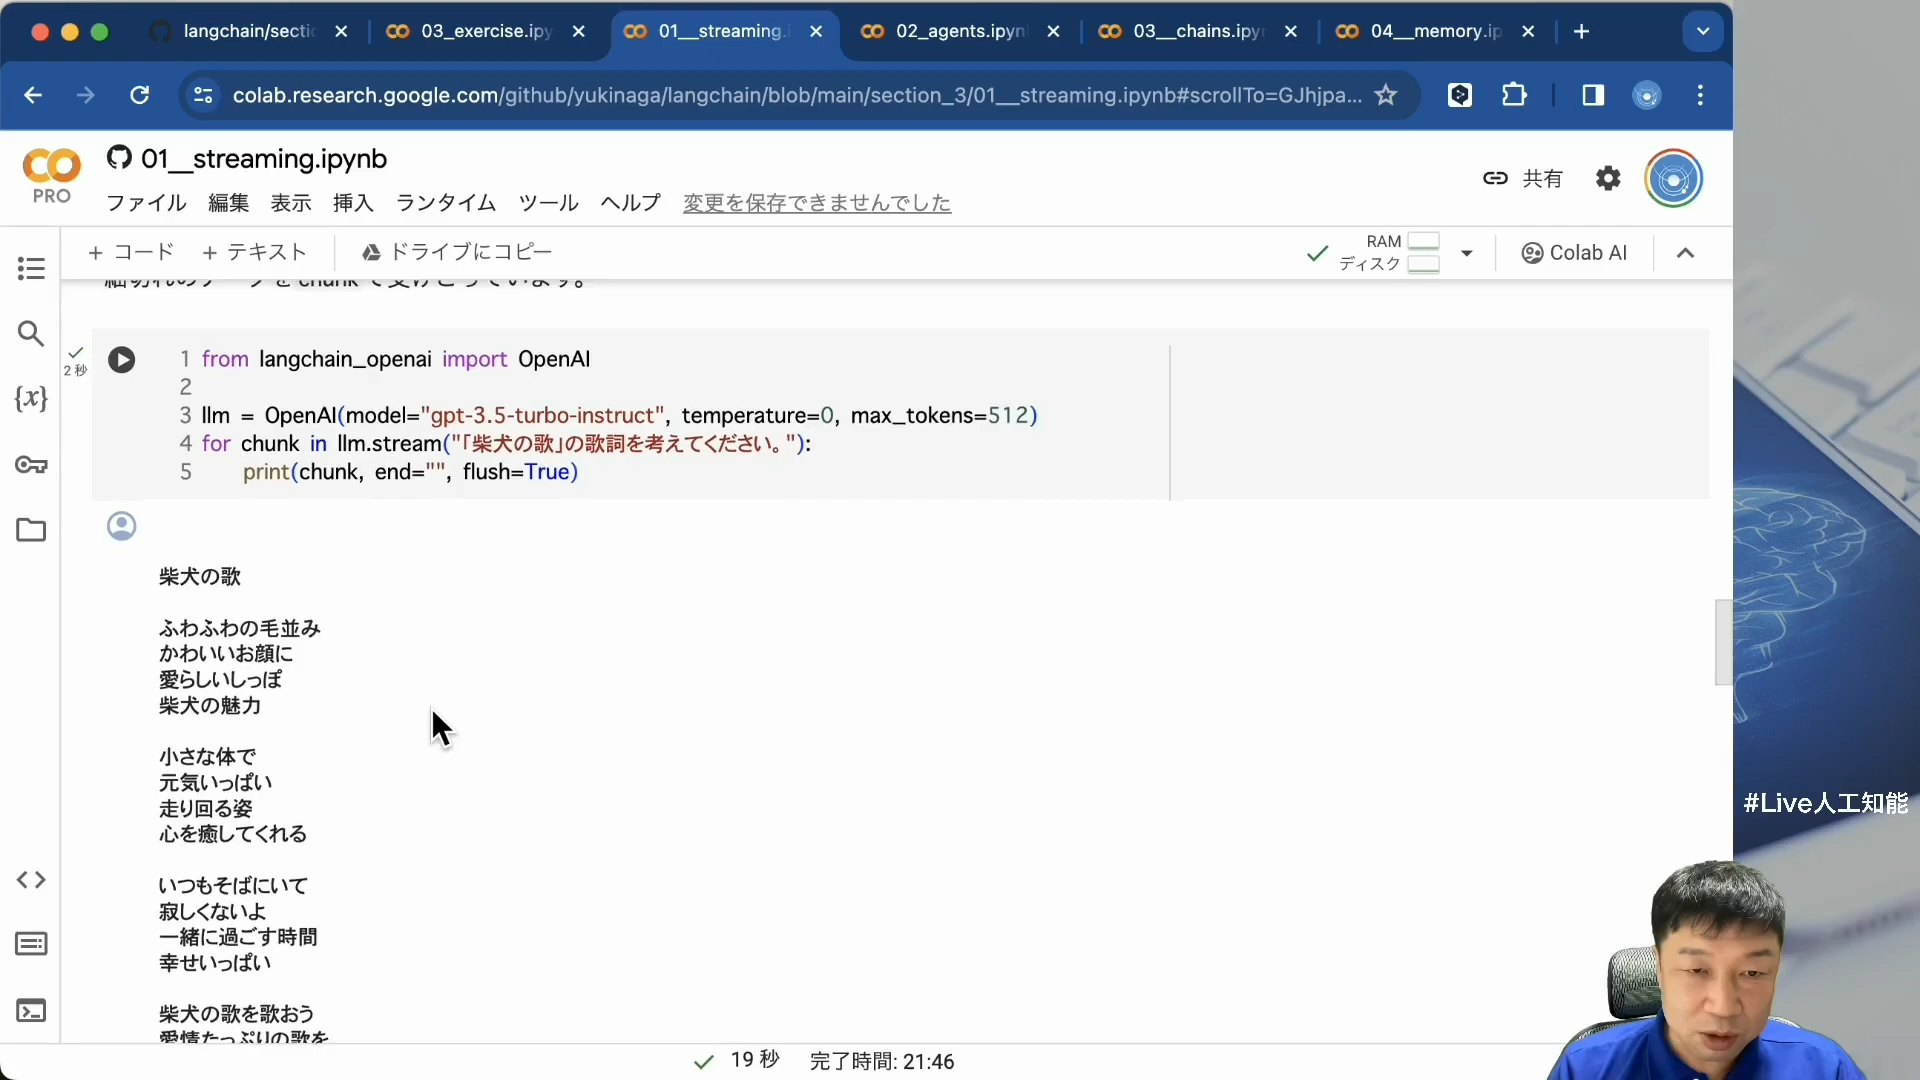 langchain/secti
03_exercise.ipy
01__streaming.
02_agents.ipyn
03__chains.ipyn
04__memory.ip
colab.research.google.com/github/yukinaga/langchain/blob/main/section_3/01__streaming.ipynb#scrollTo=GJhjpa...
PRO
01__streaming.ipynb
ファイル 編集 表示 挿入 ランタイム ツール ヘルプ 変更を保存できませんでした
共有
+ コード + テキスト ドライブにコピー
RAM
ディスク
Colab AI
{x}
2 秒
1 from langchain_openai import OpenAI
2
3 llm = OpenAI(model="gpt-3.5-turbo-instruct", temperature=0, max_tokens=512)
4 for chunk in llm.stream("「柴犬の歌」の歌詞を考えてください。"):
5 print(chunk, end="", flush=True)
柴犬の歌
ふわふわの毛並み
かわいいお顔に
愛らしいしっぽ
柴犬の魅力
小さな体で
元気いっぱい
走り回る姿
心を癒してくれる
いつもそばにいて
寂しくないよ
一緒に過ごす時間
幸せいっぱい
柴犬の歌を歌おう
愛情たっぷりの歌を
19 秒 完了時間: 21:46
#Live人工知能